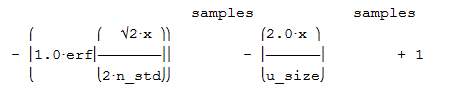 samples            samples
  ⎛       ⎛  √2⋅x ⎞⎞             ⎛2.0⋅x ⎞
- ⎜1.0⋅erf⎜───────⎟⎟           - ⎜──────⎟           + 1
  ⎝       ⎝2⋅n_std⎠⎠             ⎝u_size⎠